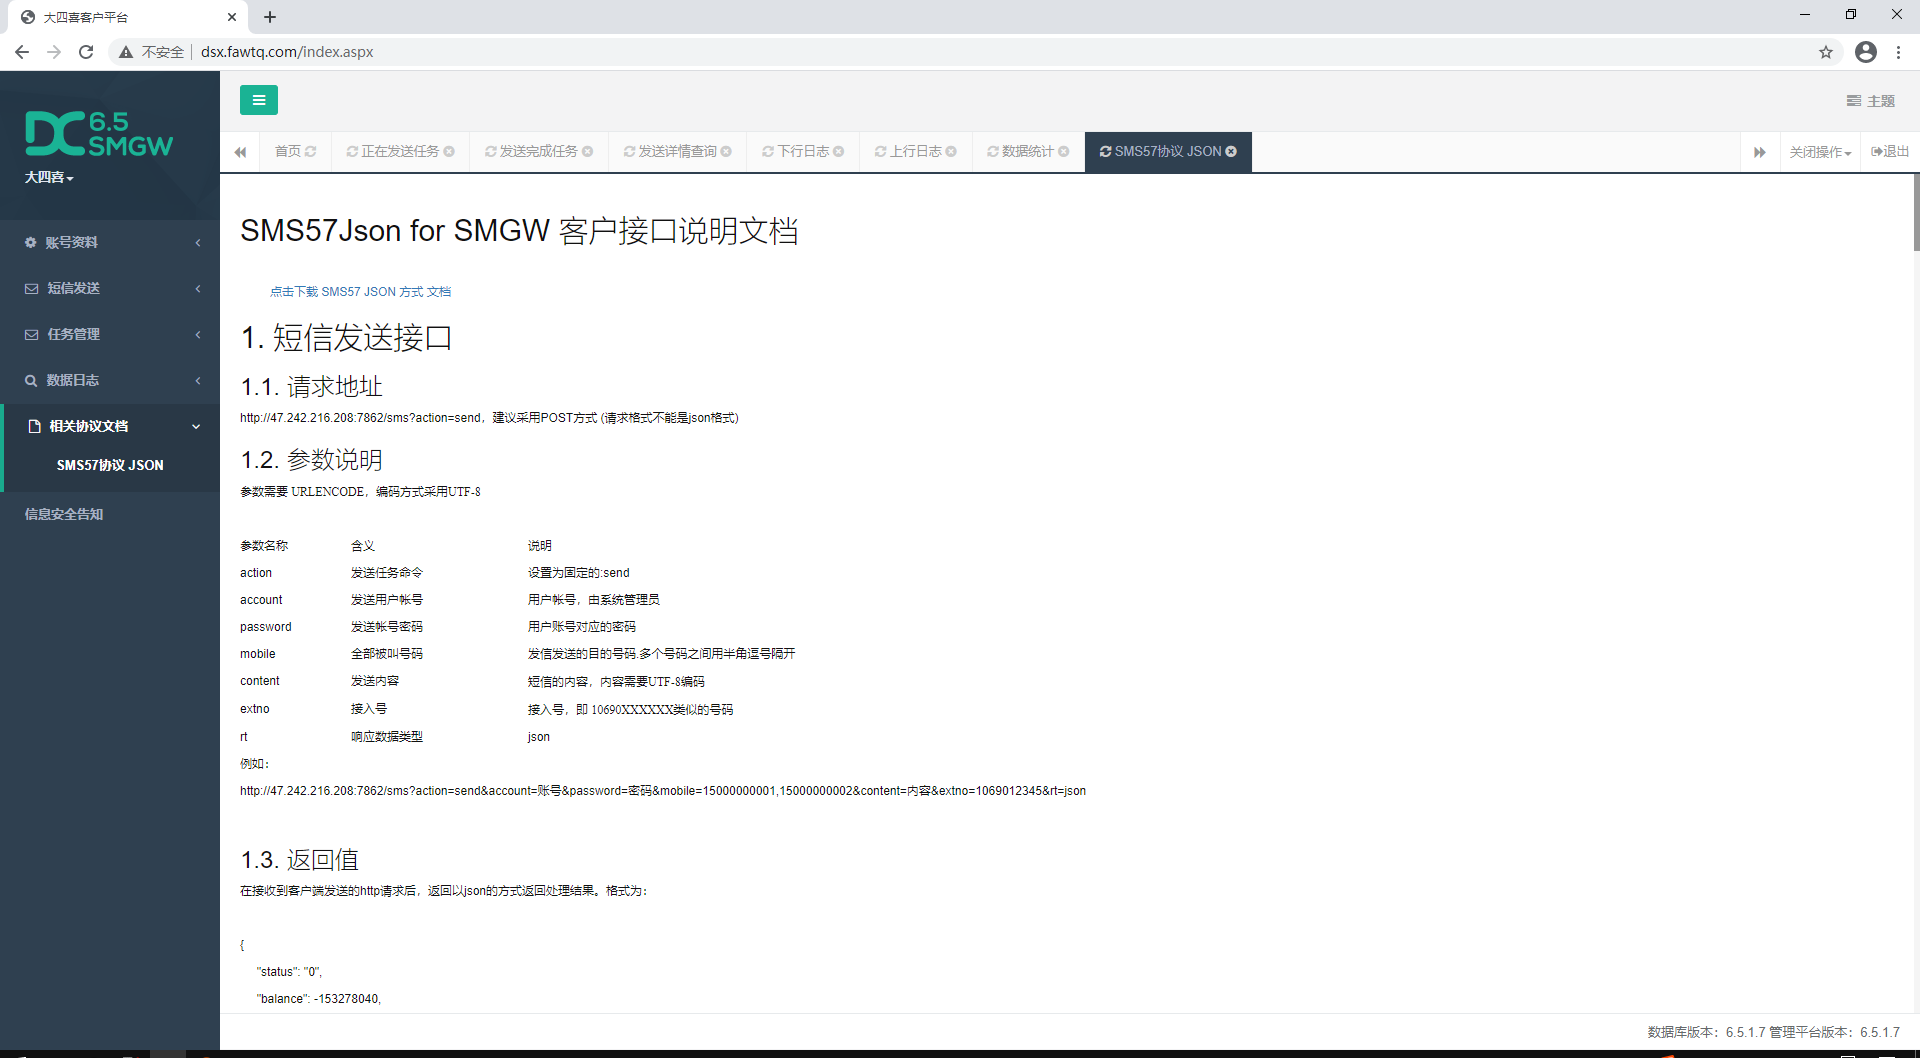 大四喜客户平台
不安全 dsx.fawtq.com/index.aspx
DC 6.5 SMGW
大四喜
主题
首页
正在发送任务
发送完成任务
发送详情查询
下行日志
上行日志
数据统计
SMS57协议 JSON
关闭操作
退出
账号资料
短信发送
任务管理
数据日志
相关协议文档
SMS57协议 JSON
信息安全告知
SMS57Json for SMGW 客户接口说明文档
点击下载 SMS57 JSON 方式 文档
1. 短信发送接口
1.1. 请求地址
http://47.242.216.208:7862/sms?action=send，建议采用POST方式 (请求格式不能是json格式)
1.2. 参数说明
参数需要 URLENCODE，编码方式采用UTF-8
参数名称 含义 说明
action 发送任务命令 设置为固定的:send
account 发送用户帐号 用户帐号，由系统管理员
password 发送帐号密码 用户账号对应的密码
mobile 全部被叫号码 发信发送的目的号码.多个号码之间用半角逗号隔开
content 发送内容 短信的内容，内容需要UTF-8编码
extno 接入号 接入号，即 10690XXXXXX类似的号码
rt 响应数据类型 json
例如：
http://47.242.216.208:7862/sms?action=send&account=账号&password=密码&mobile=15000000001,15000000002&content=内容&extno=1069012345&rt=json
1.3. 返回值
在接收到客户端发送的http请求后，返回以json的方式返回处理结果。格式为：
{
"status": "0",
"balance": -153278040,
数据库版本：6.5.1.7 管理平台版本：6.5.1.7